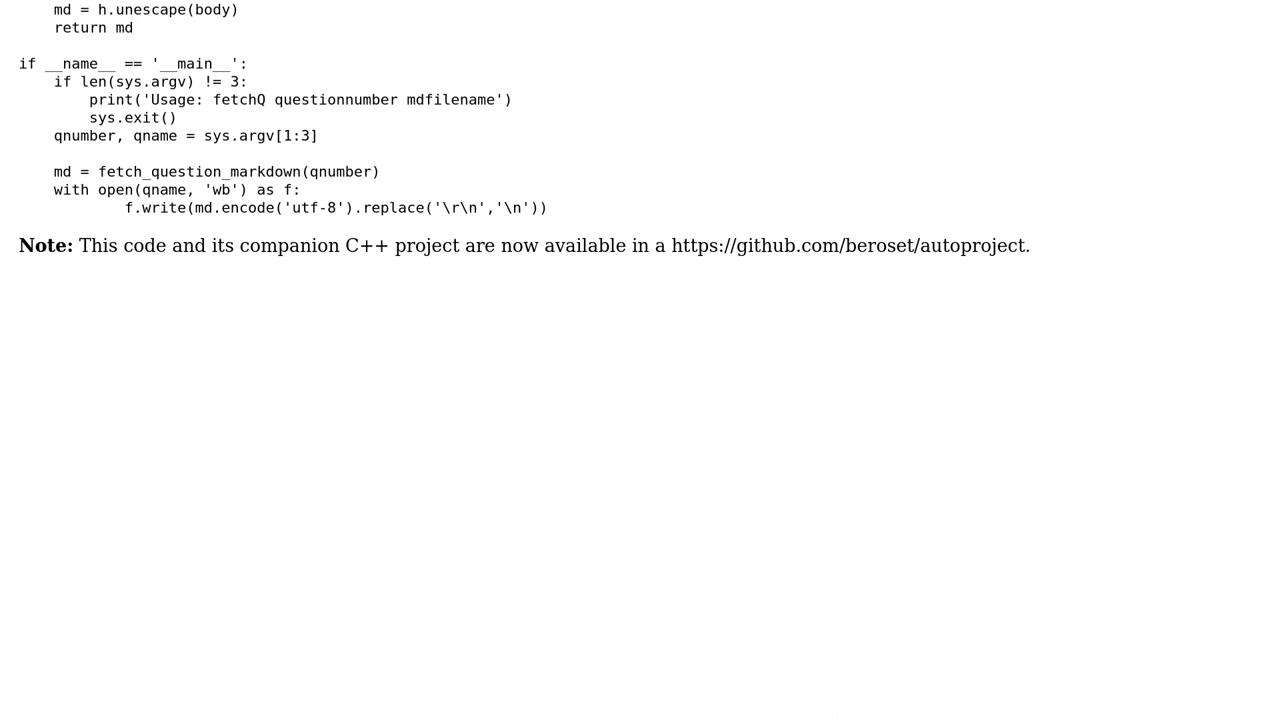 md = h.unescape(body)
    return md
if __name__ == '__main__':
    if len(sys.argv) != 3:
        print('Usage: fetchQ questionnumber mdfilename')
        sys.exit()
    qnumber, qname = sys.argv[1:3]
    md = fetch_question_markdown(qnumber)
    with open(qname, 'wb') as f:
            f.write(md.encode('utf-8').replace('\r\n','\n'))
Note: This code and its companion C++ project are now available in a https://github.com/beroset/autoproject.